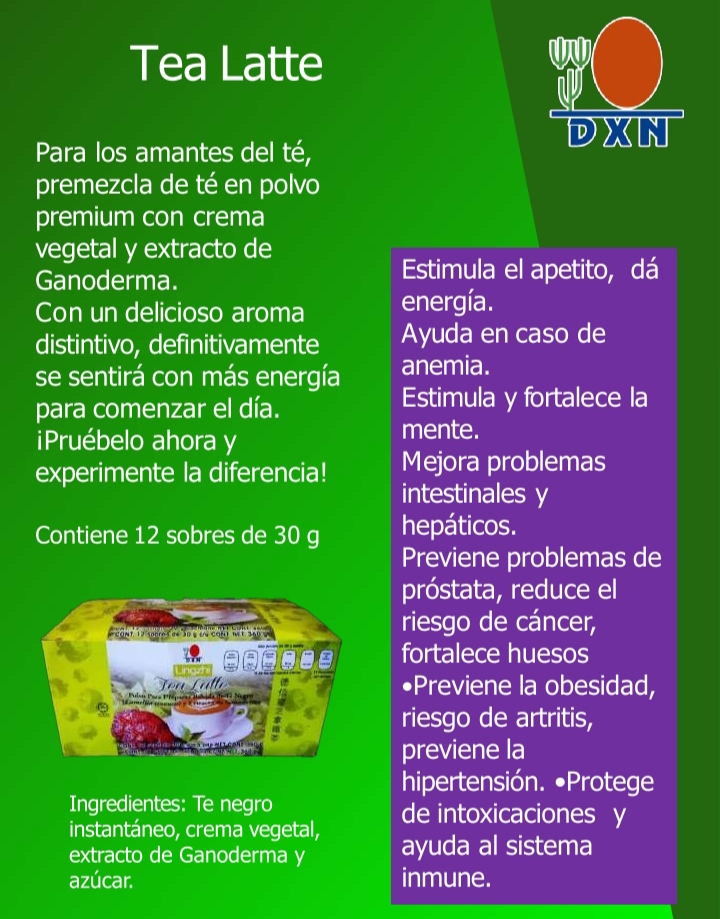 Tea Latte
DXN
Para los amantes del té,
premezcla de té en polvo
premium con crema
vegetal y extracto de
Ganoderma.
Con un delicioso aroma
distintivo, definitivamente
se sentirá con más energía
para comenzar el día.
¡Pruébelo ahora y
experimente la diferencia!
Contiene 12 sobres de 30 g
Estimula el apetito,  dá
energía.
Ayuda en caso de
anemia.
Estimula y fortalece la
mente.
Mejora problemas
intestinales y
hepáticos.
Previene problemas de
próstata, reduce el
riesgo de cáncer,
fortalece huesos
•Previene la obesidad,
riesgo de artritis,
previene la
hipertensión. •Protege
de intoxicaciones  y
ayuda al sistema
inmune.
DXN
Lingzhi
Tea Latte
Ingredientes: Te negro
instantáneo, crema vegetal,
extracto de Ganoderma y
azúcar.